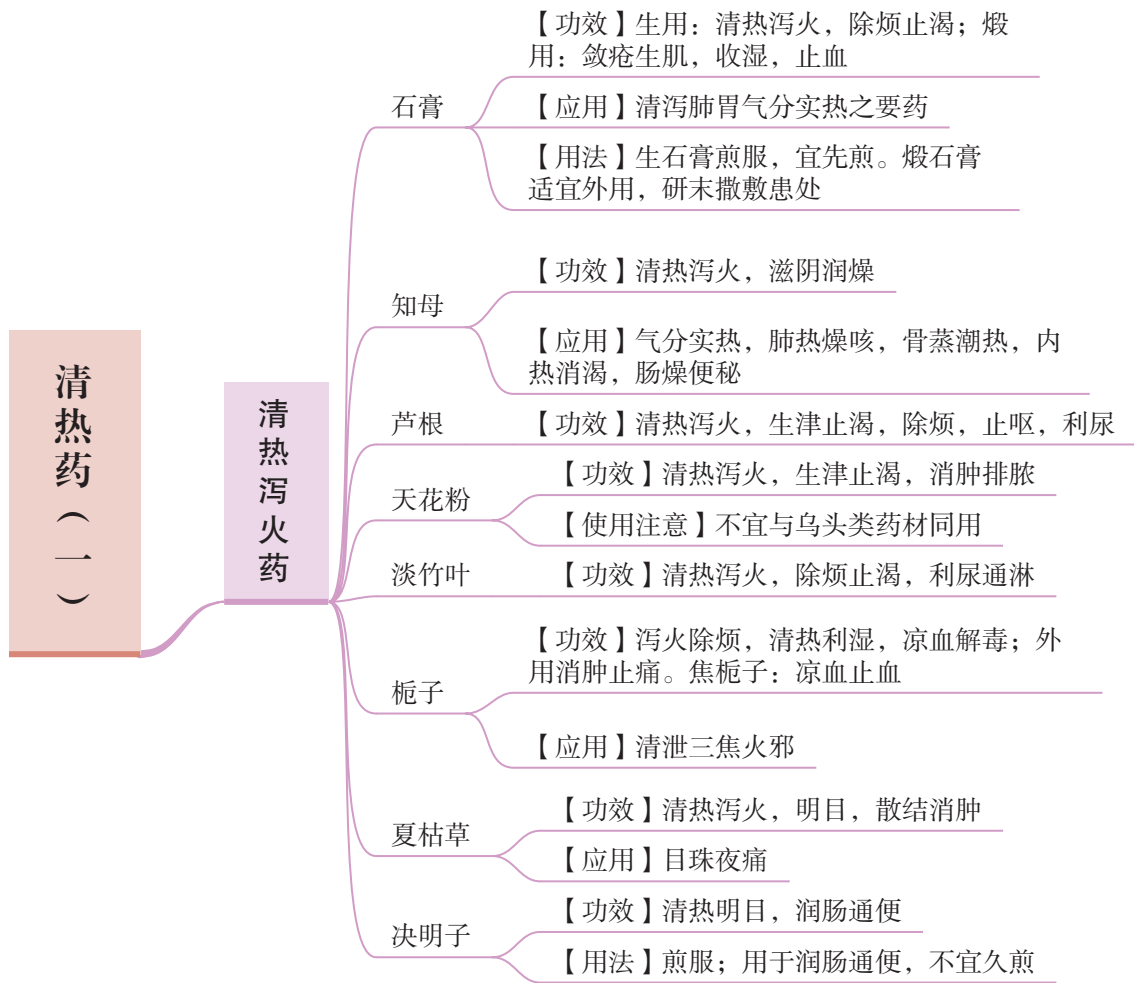 清热药（一）
清热泻火药
石膏
【功效】生用：清热泻火，除烦止渴；煅
用：敛疮生肌，收湿，止血
【应用】清泻肺胃气分实热之要药
【用法】生石膏煎服，宜先煎。煅石膏
适宜外用，研末撒敷患处
知母
【功效】清热泻火，滋阴润燥
【应用】气分实热，肺热燥咳，骨蒸潮热，内
热消渴，肠燥便秘
芦根
【功效】清热泻火，生津止渴，除烦，止呕，利尿
天花粉
【功效】清热泻火，生津止渴，消肿排脓
【使用注意】不宜与乌头类药材同用
淡竹叶
【功效】清热泻火，除烦止渴，利尿通淋
栀子
【功效】泻火除烦，清热利湿，凉血解毒；外
用消肿止痛。焦栀子：凉血止血
【应用】清泄三焦火邪
夏枯草
【功效】清热泻火，明目，散结消肿
【应用】目珠夜痛
决明子
【功效】清热明目，润肠通便
【用法】煎服；用于润肠通便，不宜久煎